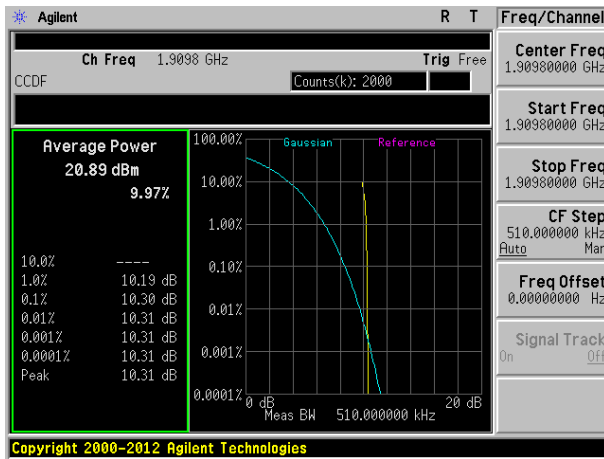 Agilent R T
Ch Freq 1.9098 GHz Trig Free
CCDF Counts(k): 2000
Average Power
20.89 dBm
9.97%
10.0% ----
1.0% 10.19 dB
0.1% 10.30 dB
0.01% 10.31 dB
0.001% 10.31 dB
0.0001% 10.31 dB
Peak 10.31 dB
Gaussian Reference
100.00%
10.00%
1.00%
0.10%
0.01%
0.001%
0.0001%
0 dB 20 dB
Meas BW 510.000000 kHz
Freq/Channel
Center Freq
1.90980000 GHz
Start Freq
1.90980000 GHz
Stop Freq
1.90980000 GHz
CF Step
510.000000 kHz
Auto Man
Freq Offset
0.00000000 Hz
Signal Track
On Off
Copyright 2000-2012 Agilent Technologies